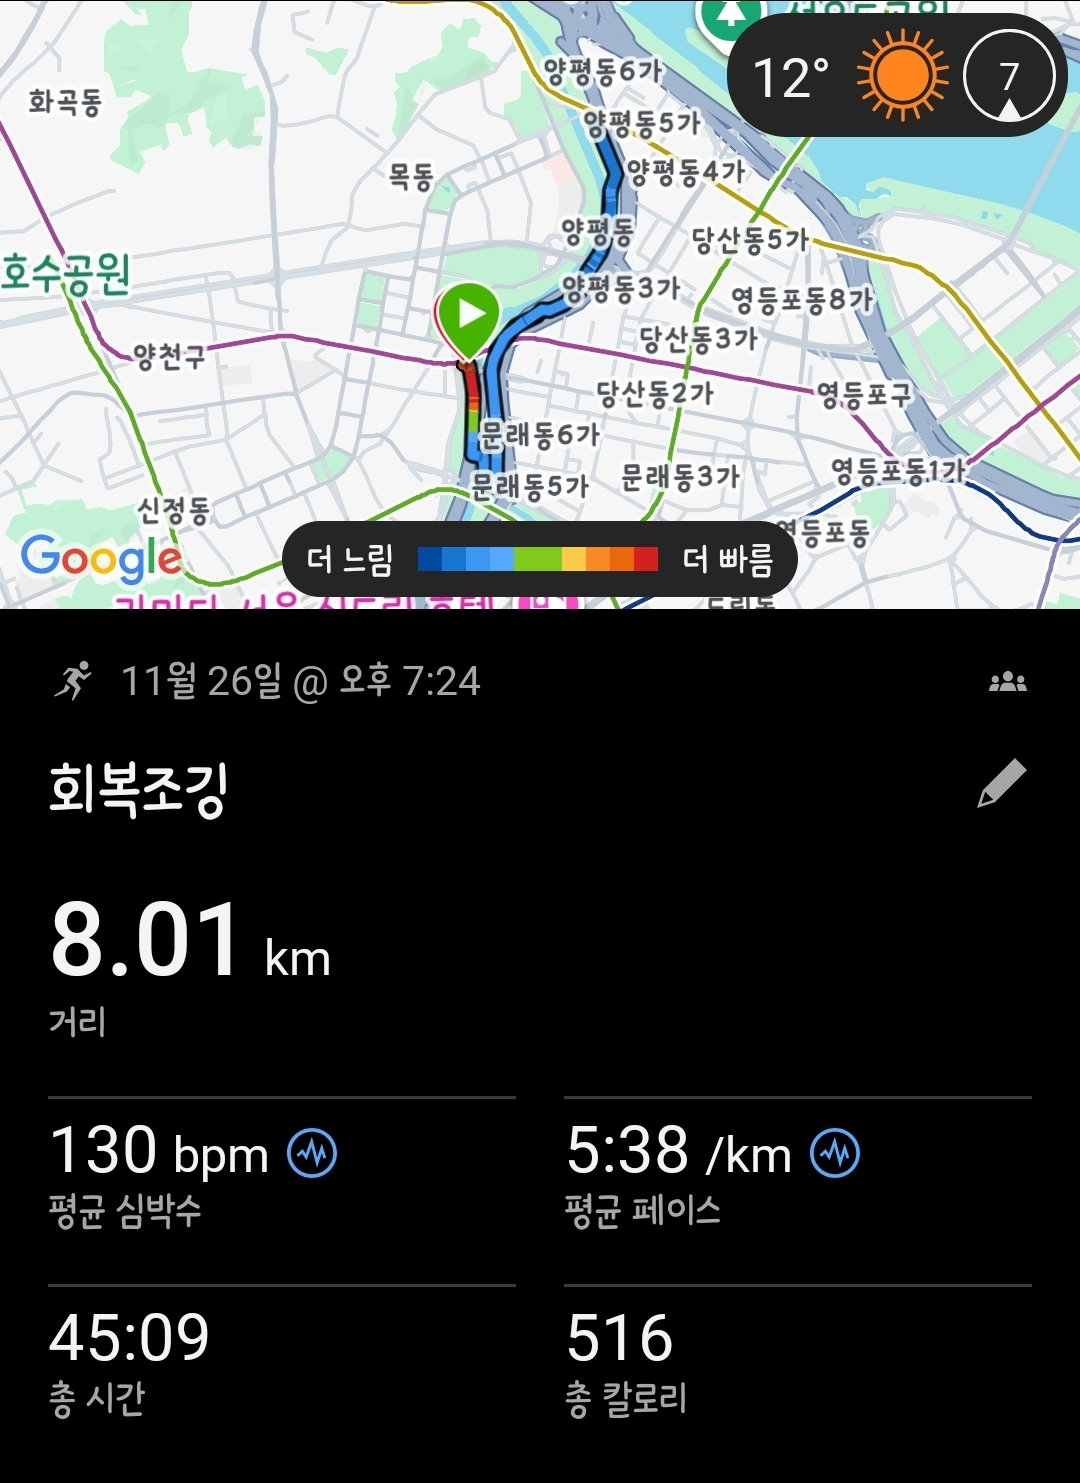 양평동6가
12°
7
화곡동
양평동5가
목동
양평동4가
양평동
당산동5가
호수공원
양평동3가
영등포동8가
당산동3가
양천구
당산동2가
영등포구
문래동6가
문래동5가
문래동3가
영등포동1가
신정동
영등포동
Google
더 느림
더 빠름
11월 26일 @ 오후 7:24
회복조깅
8.01 km
거리
130 bpm
평균 심박수
5:38 /km
평균 페이스
45:09
총 시간
516
총 칼로리